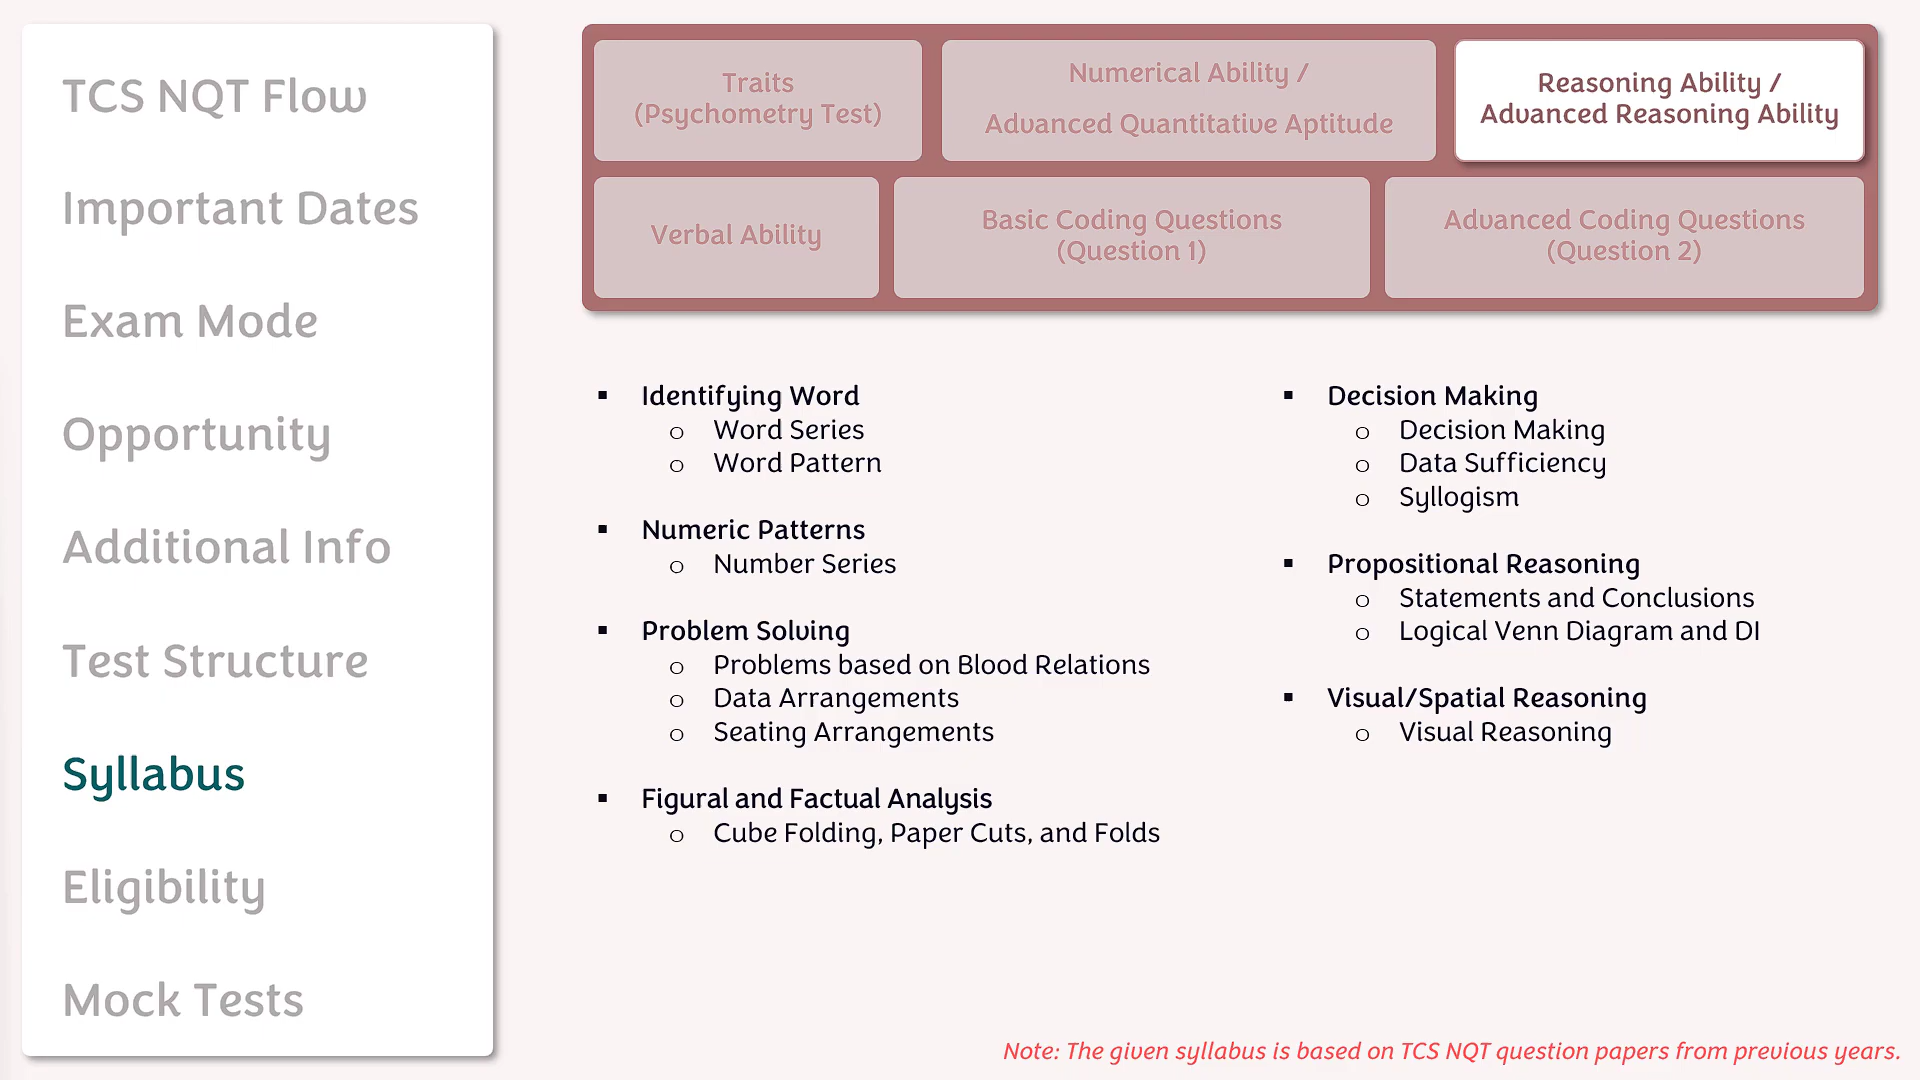 TCS NQT Flow
Important Dates
Exam Mode
Opportunity
Additional Info
Test Structure
Syllabus
Eligibility
Mock Tests
Traits
(Psychometry Test)
Numerical Ability /
Advanced Quantitative Aptitude
Reasoning Ability /
Advanced Reasoning Ability
Verbal Ability
Basic Coding Questions
(Question 1)
Advanced Coding Questions
(Question 2)
▪ Identifying Word
o Word Series
o Word Pattern
▪ Numeric Patterns
o Number Series
▪ Problem Solving
o Problems based on Blood Relations
o Data Arrangements
o Seating Arrangements
▪ Figural and Factual Analysis
o Cube Folding, Paper Cuts, and Folds
▪ Decision Making
o Decision Making
o Data Sufficiency
o Syllogism
▪ Propositional Reasoning
o Statements and Conclusions
o Logical Venn Diagram and DI
▪ Visual/Spatial Reasoning
o Visual Reasoning
Note: The given syllabus is based on TCS NQT question papers from previous years.